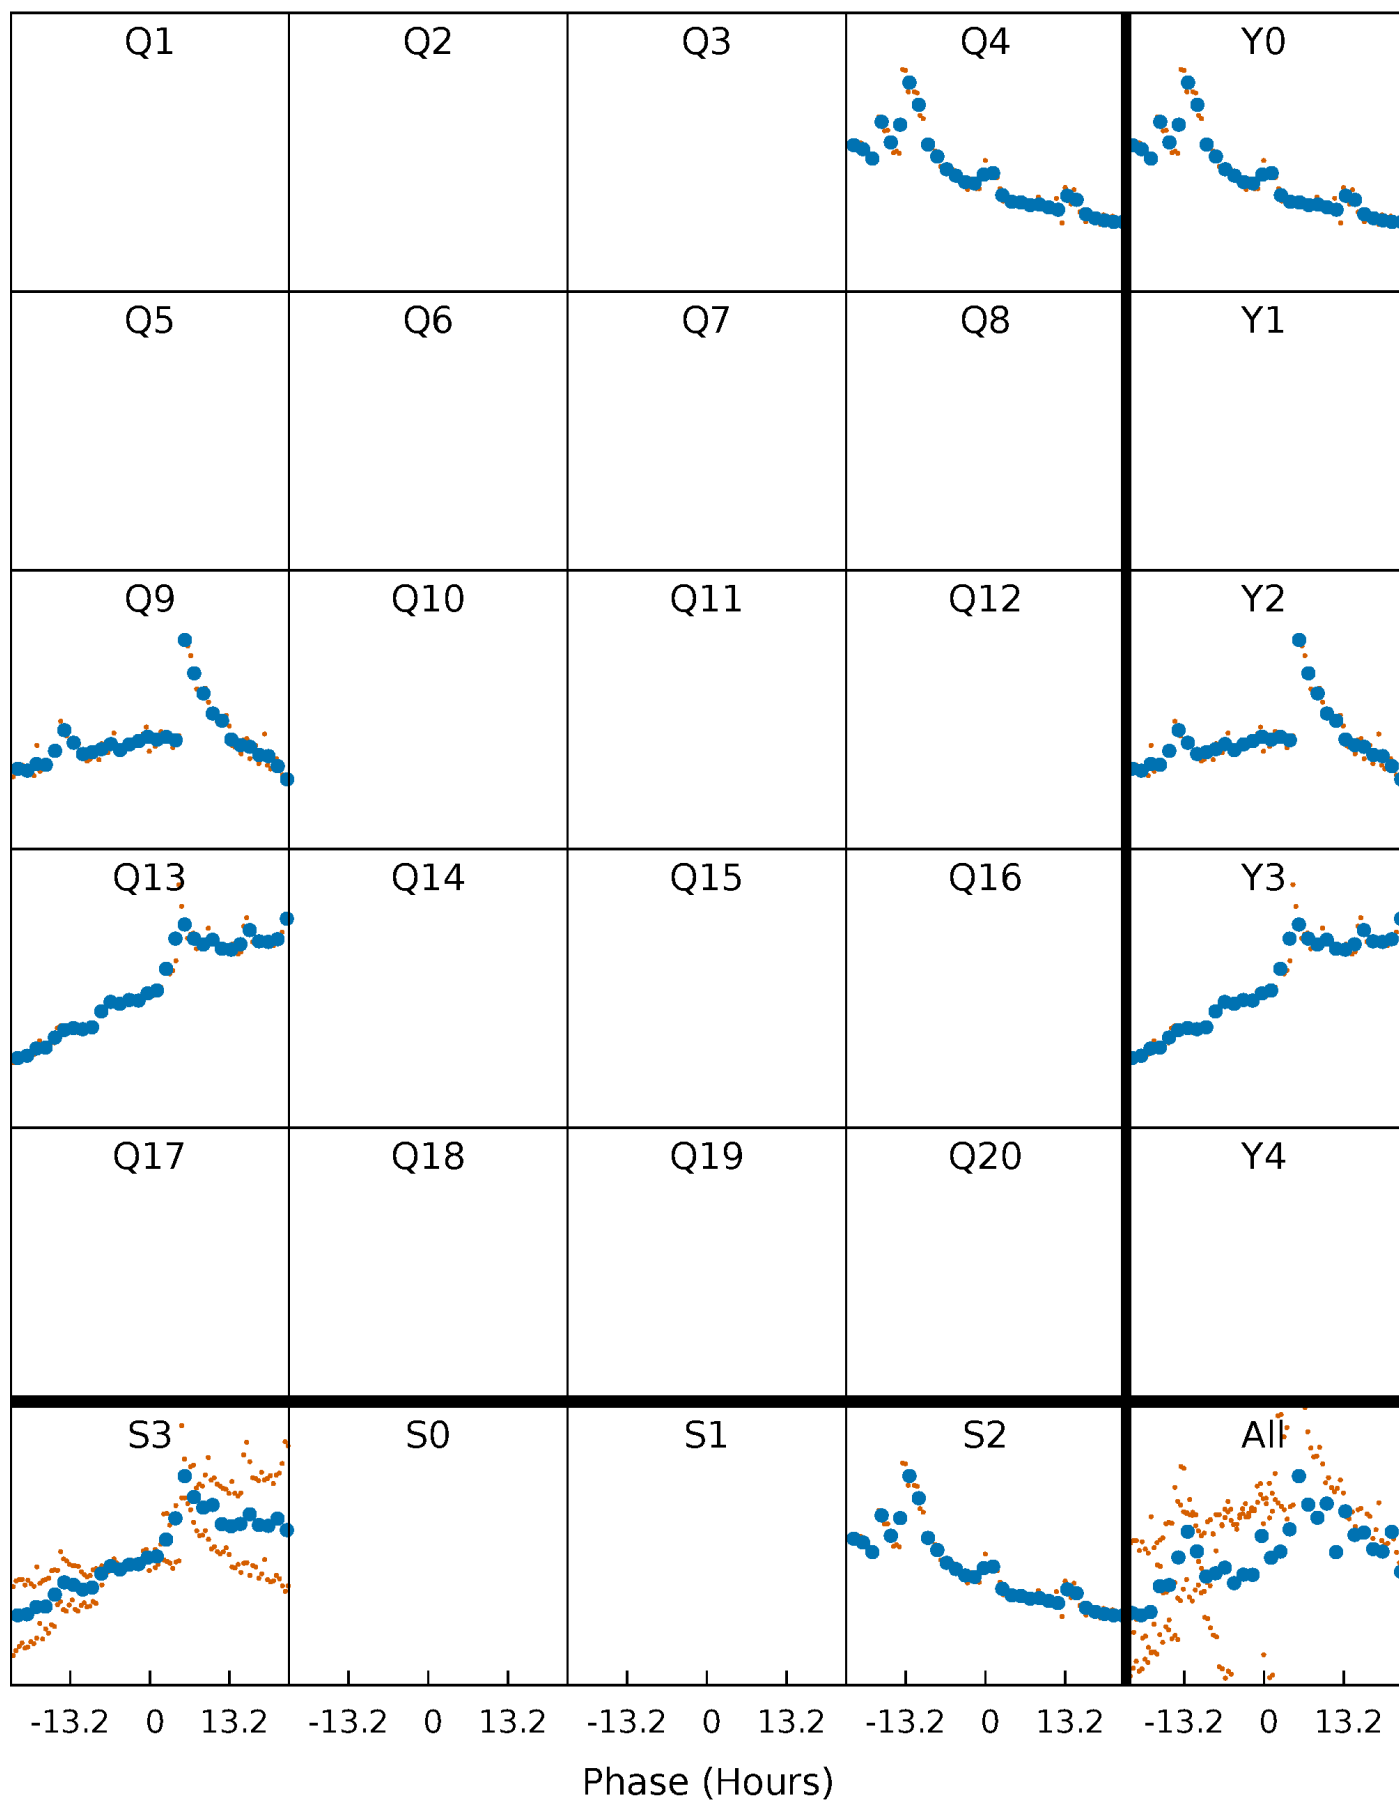 Q1 Q2 Q3 Q4 Y0
Q5 Q6 Q7 Q8 Y1
Q9 Q10 Q11 Q12 Y2
Q13 Q14 Q15 Q16 Y3
Q17 Q18 Q19 Q20 Y4
S3 S0 S1 S2 All
-13.2 0 13.2 -13.2 0 13.2 -13.2 0 13.2 -13.2 0 13.2 -13.2 0 13.2
Phase (Hours)